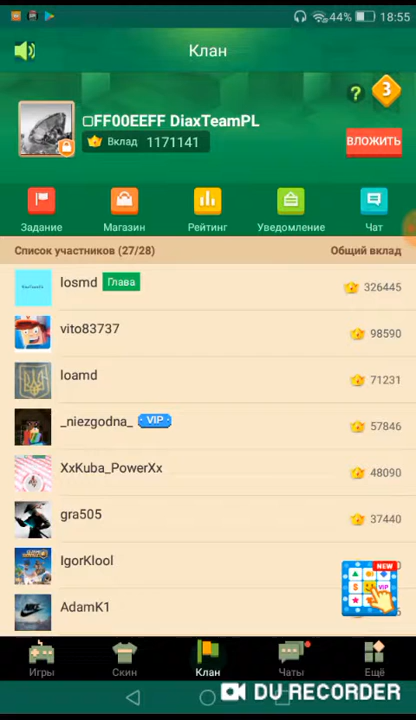 44% 18:55
Клан
3
□FF00EEFF DiaxTeamPL
Вклад 1171141
ВЛОЖИТЬ
Задание Магазин Рейтинг Уведомление Чат
Список участников (27/28) Общий вклад
losmd Глава 326445
vito83737 98590
loamd 71231
_niezgodna_ VIP 57846
XxKuba_PowerXx 48090
gra505 37440
IgorKlool
NEW
VIP
AdamK1
Игры Скин Клан Чаты Ещё
DU RECORDER